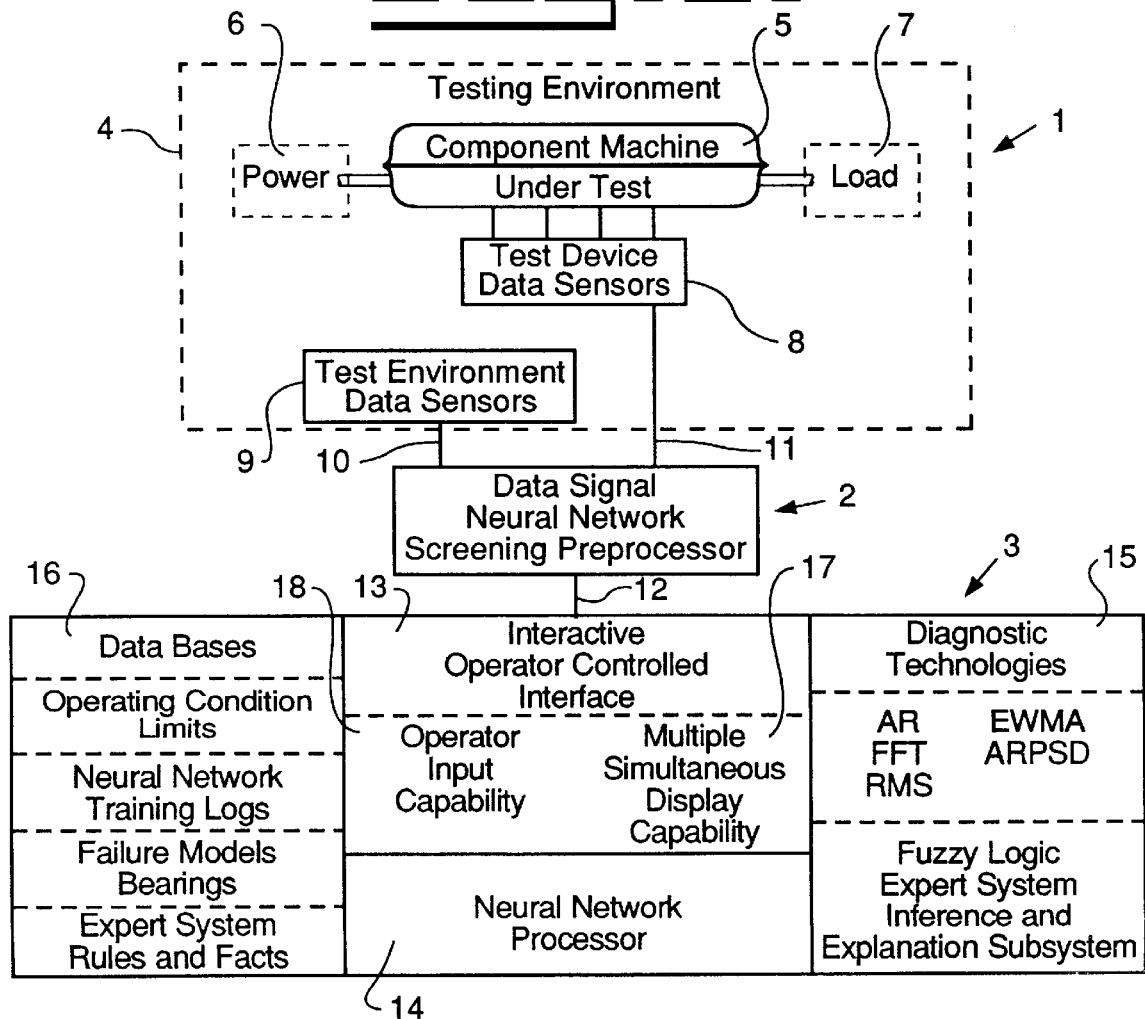 6
5
7
Testing Environment
4
1
Component Machine
Power
Load
Under Test
Test Device
Data Sensors
8
Test Environment
Data Sensors
9
10
11
Data Signal
Neural Network
Screening Preprocessor
2
16
18
13
12
17
3
15
Data Bases
Operating Condition
Limits
Neural Network
Training Logs
Failure Models
Bearings
Expert System
Rules and Facts
Interactive
Operator Controlled
Interface
Operator
Input
Capability
Multiple
Simultaneous
Display
Capability
Neural Network
Processor
14
Diagnostic
Technologies
AR EWMA
FFT ARPSD
RMS
Fuzzy Logic
Expert System
Inference and
Explanation Subsystem